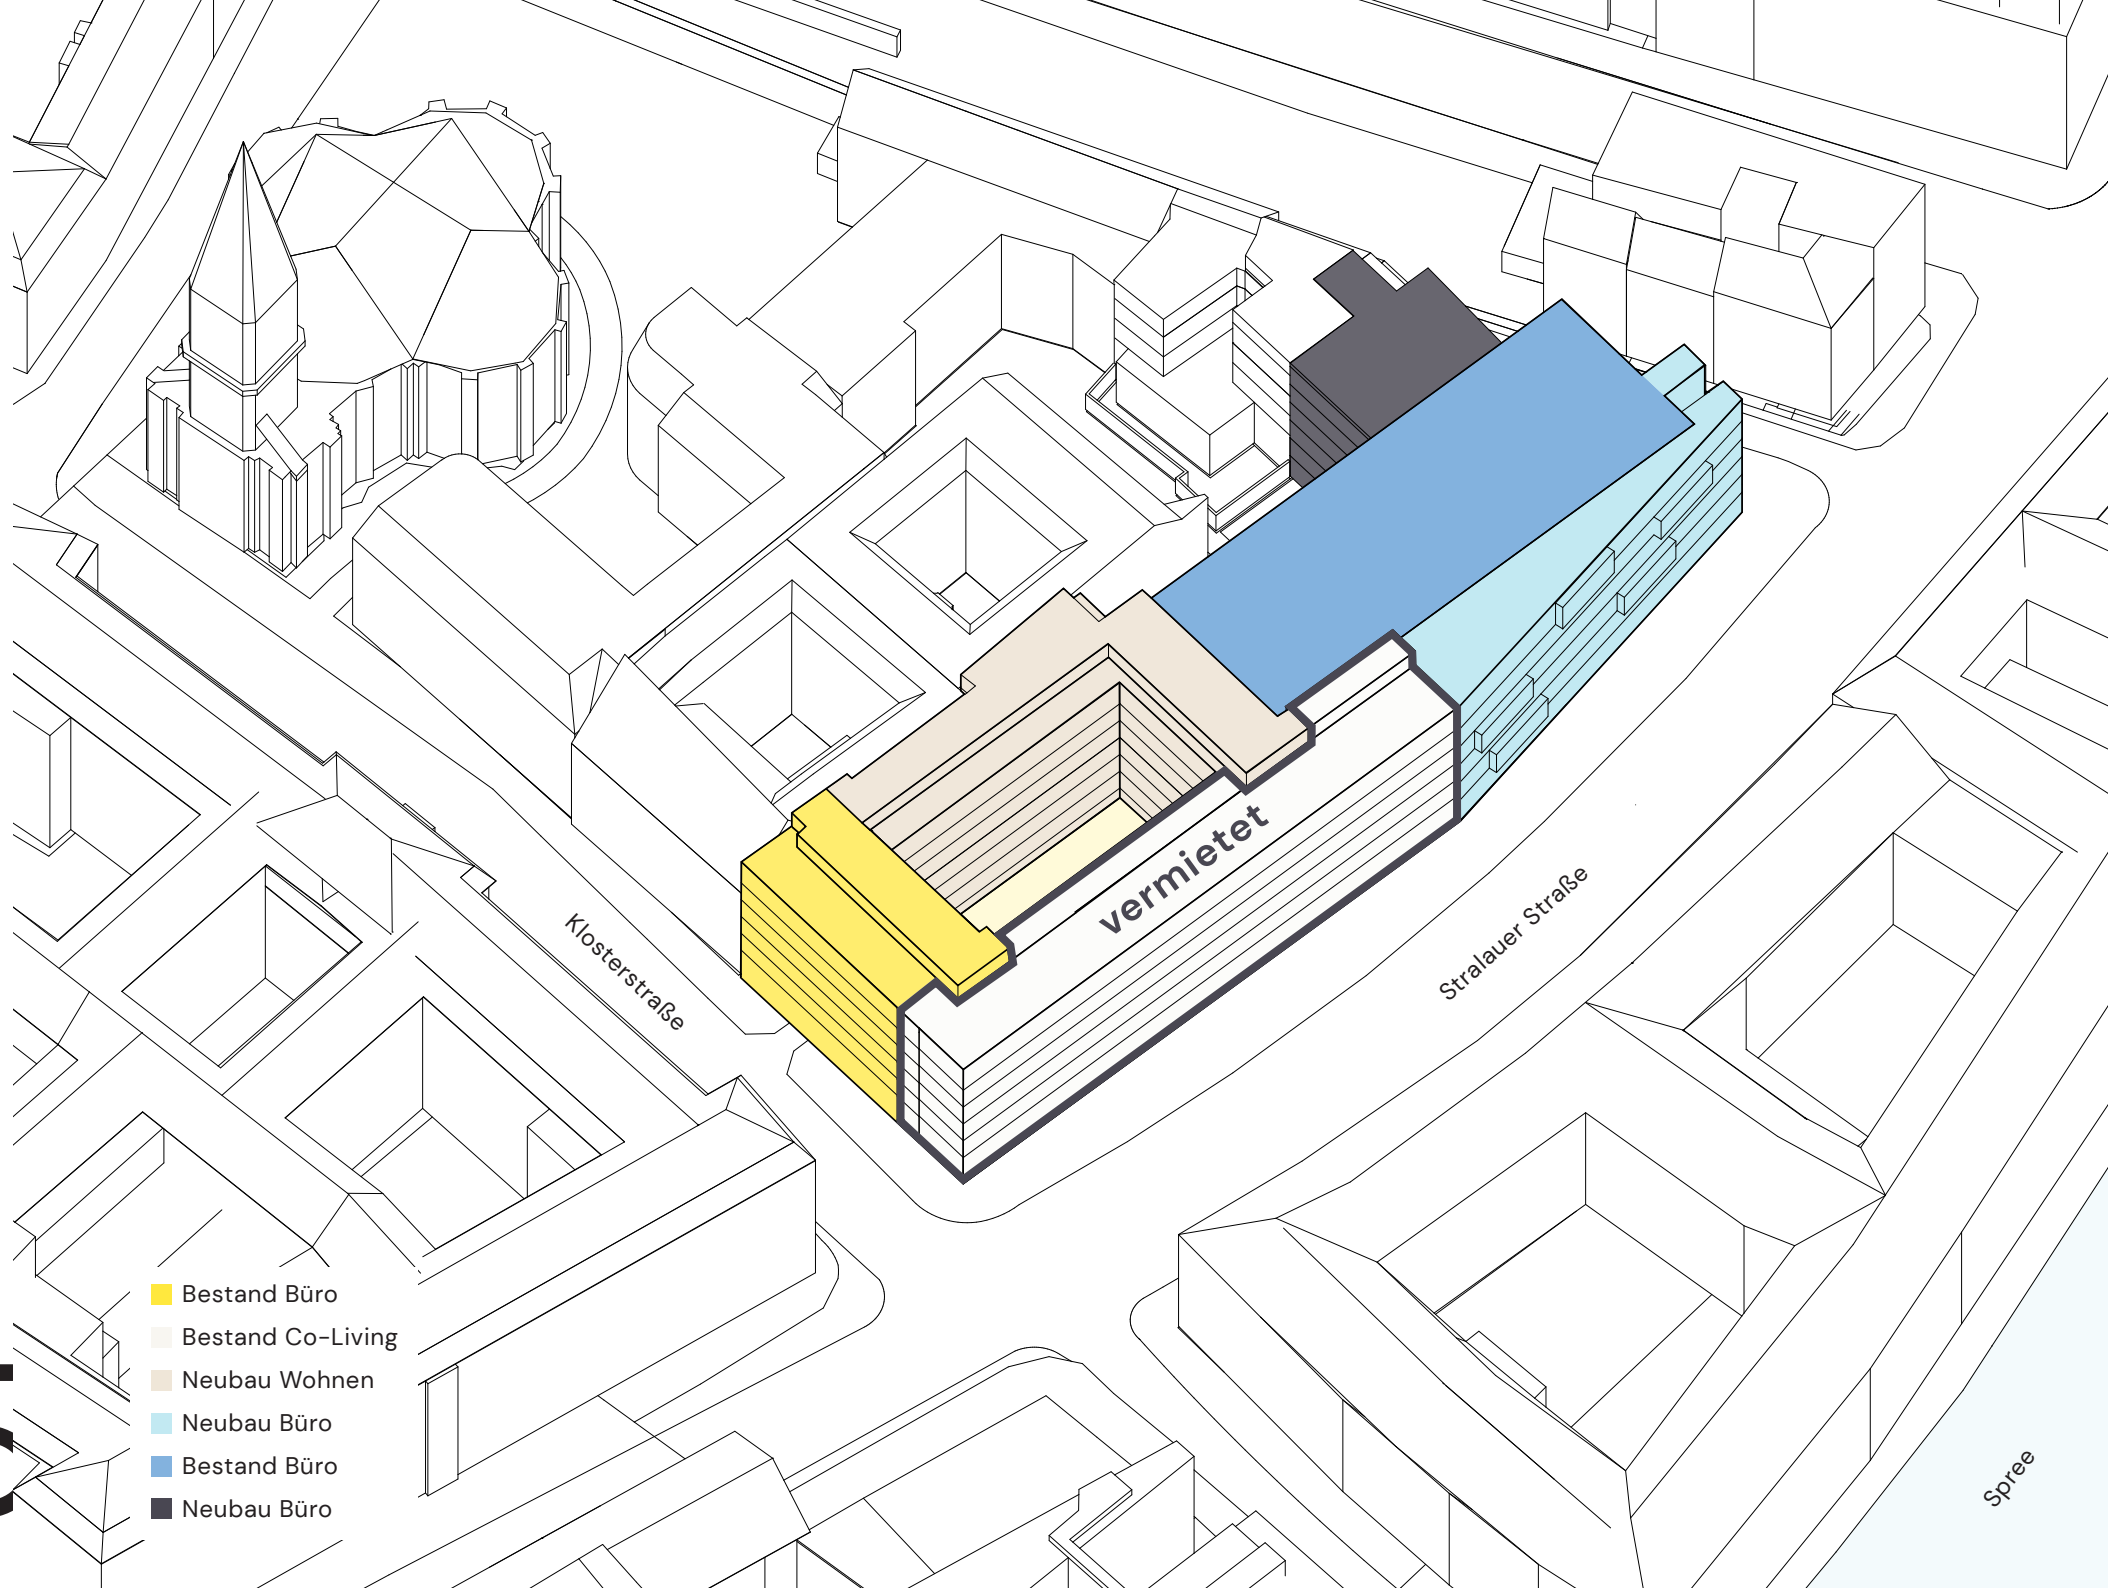 vermietet
Klosterstraße
Stralauer Straße
Spree
Bestand Büro
Bestand Co-Living
Neubau Wohnen
Neubau Büro
Bestand Büro
Neubau Büro